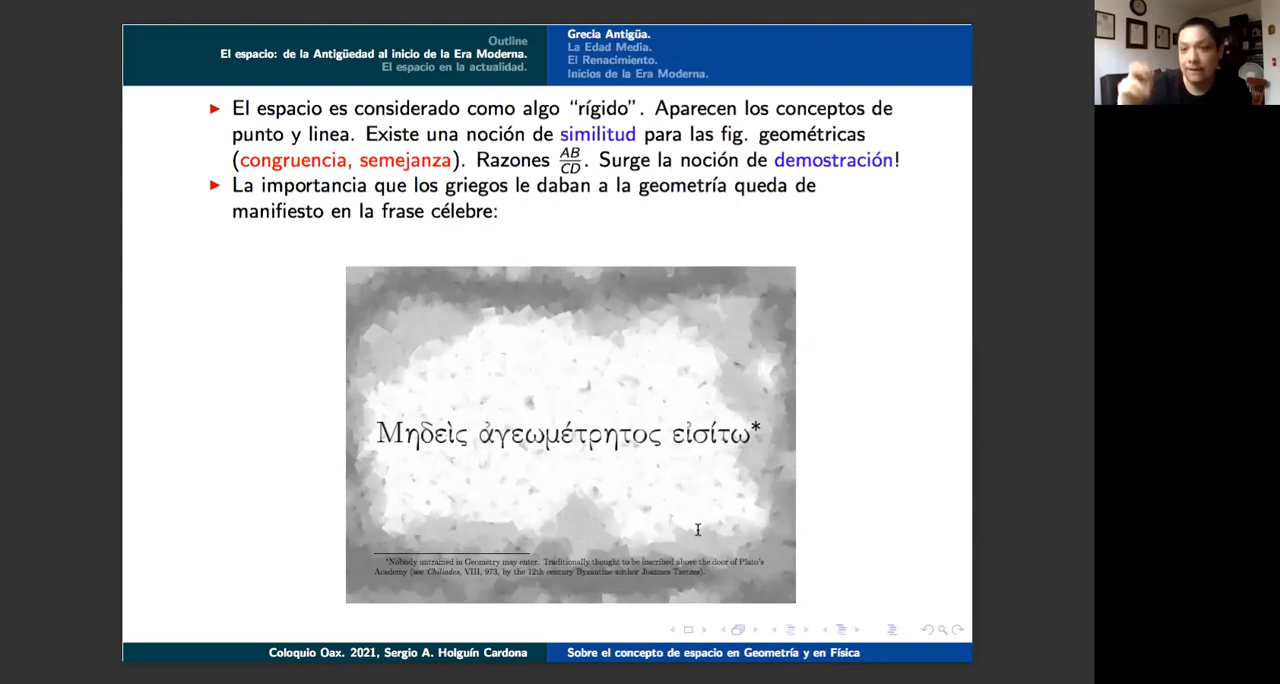 Outline
El espacio: de la Antigüedad al inicio de la Era Moderna.
El espacio en la actualidad.
Grecia Antigüa.
La Edad Media.
El Renacimiento.
Inicios de la Era Moderna.
El espacio es considerado como algo “rígido”. Aparecen los conceptos de
punto y linea. Existe una noción de similitud para las fig. geométricas
(congruencia, semejanza). Razones AB/CD. Surge la noción de demostración!
La importancia que los griegos le daban a la geometría queda de
manifiesto en la frase célebre:
Μηδεὶς ἀγεωμέτρητος εἰσίτω*
*Nobody untrained in Geometry may enter. Traditionally thought to be inscribed above the door of Plato's
Academy (see Chiliades, VIII, 973, by the 12th century Byzantine author Joannes Tzetzes).
Coloquio Oax. 2021, Sergio A. Holguín Cardona
Sobre el concepto de espacio en Geometría y en Física